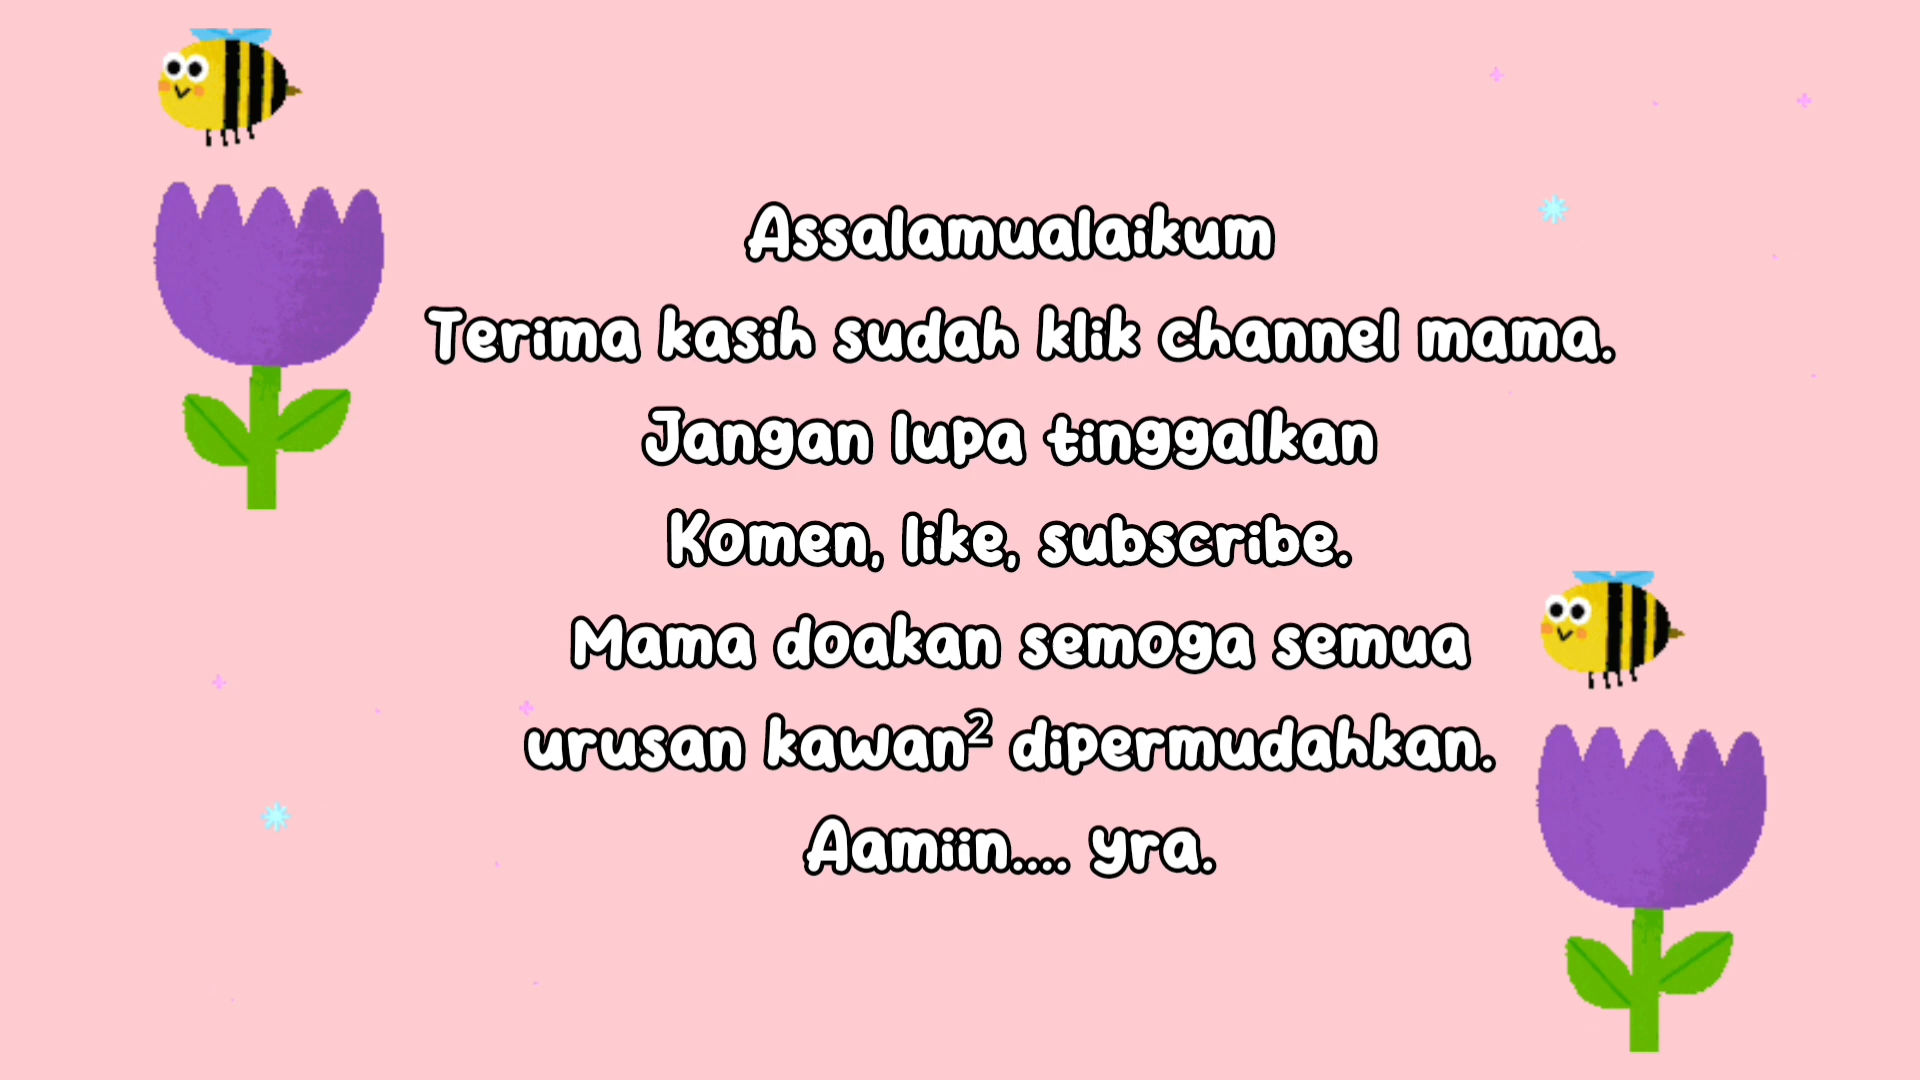 Assalamualaikum
Terima kasih sudah klik channel mama.
Jangan lupa tinggalkan
Komen, like, subscribe.
Mama doakan semoga semua
urusan kawan² dipermudahkan.
Aamiin.... yra.